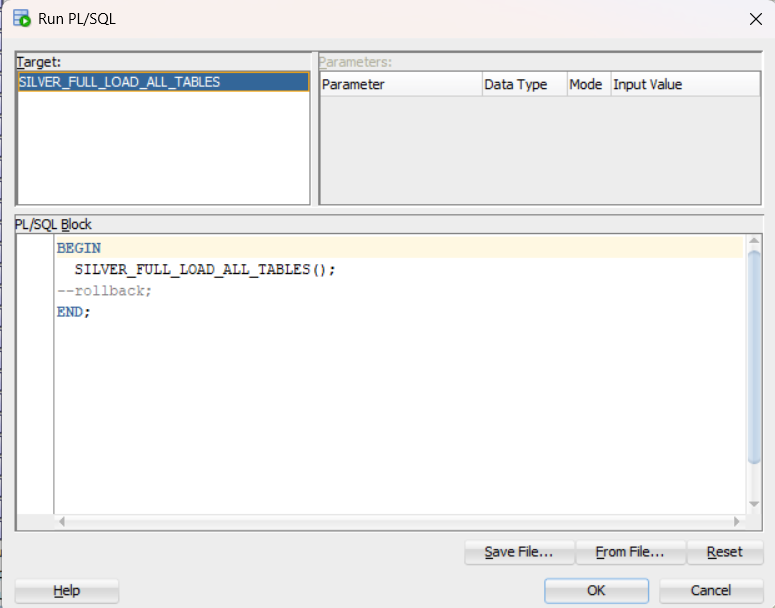 Run PL/SQL
Target:
SILVER_FULL_LOAD_ALL_TABLES
Parameters:
Parameter Data Type Mode Input Value
PL/SQL Block
BEGIN
  SILVER_FULL_LOAD_ALL_TABLES();
--rollback;
END;
Save File... From File... Reset
Help OK Cancel